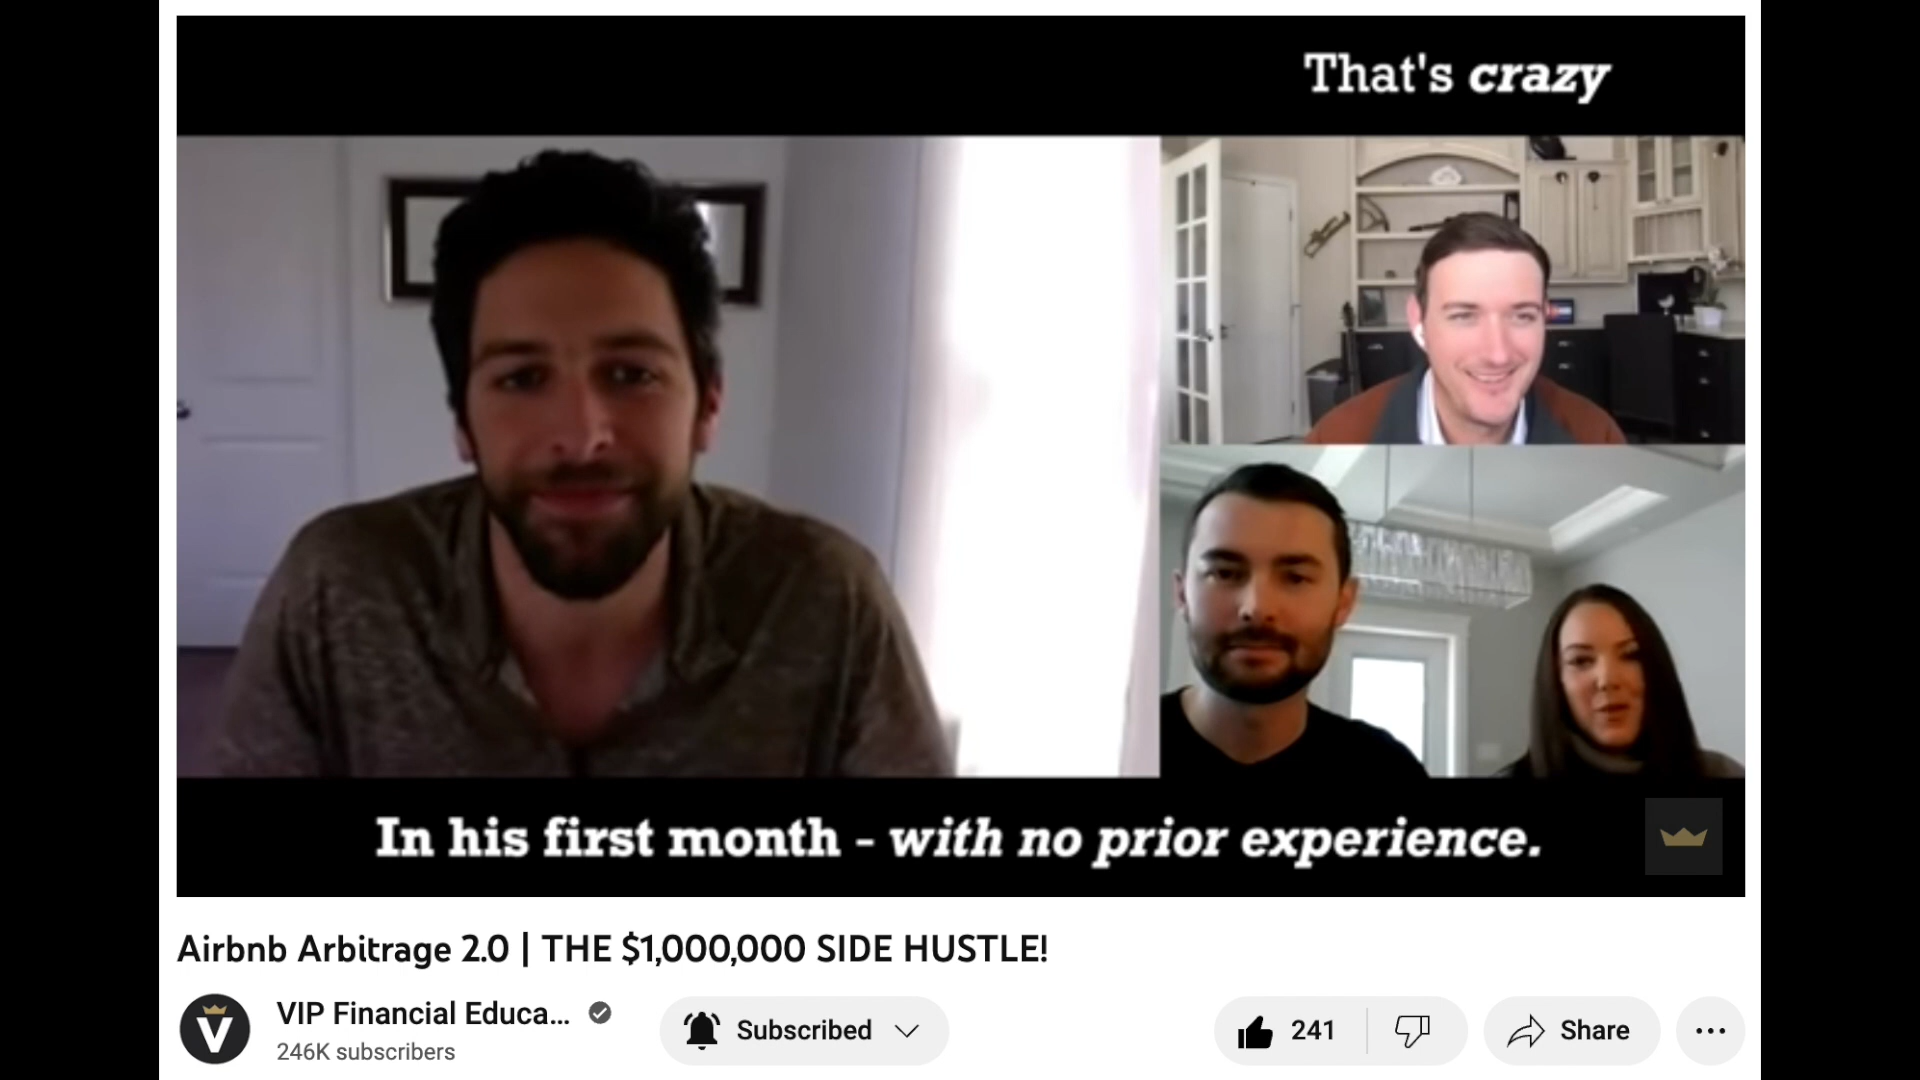 That's crazy
In his first month - with no prior experience.
Airbnb Arbitrage 2.0 | THE $1,000,000 SIDE HUSTLE!
V
VIP Financial Educa...
246K subscribers
Subscribed
241
Share